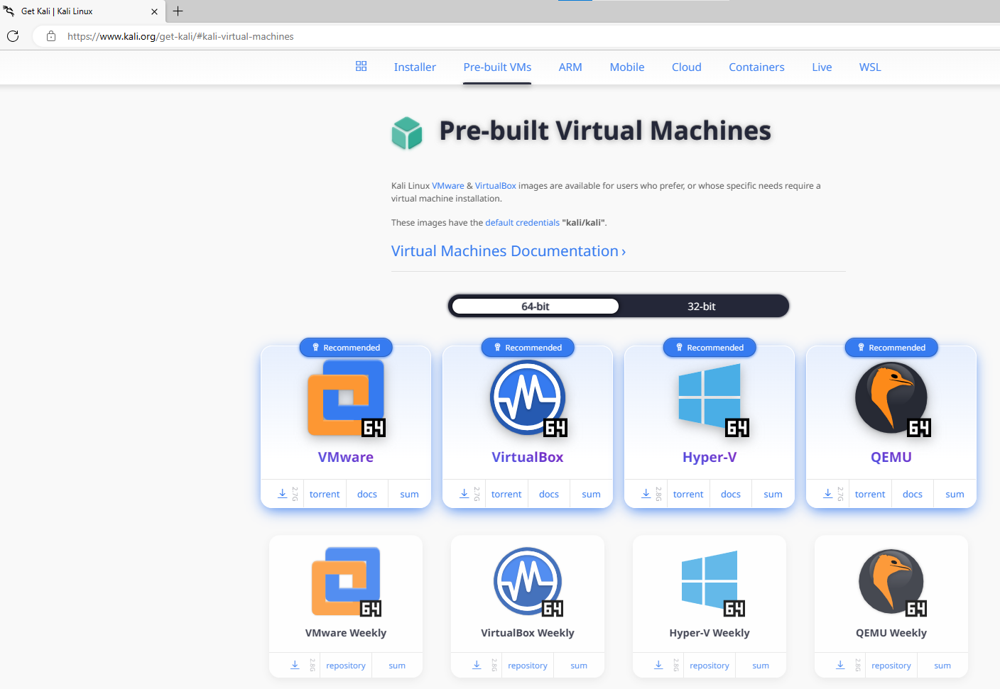 Get Kali | Kali Linux
https://www.kali.org/get-kali/#kali-virtual-machines
Installer Pre-built VMs ARM Mobile Cloud Containers Live WSL
Pre-built Virtual Machines
Kali Linux VMware & VirtualBox images are available for users who prefer, or whose specific needs require a
virtual machine installation.
These images have the default credentials "kali/kali".
Virtual Machines Documentation ›
64-bit 32-bit
Recommended Recommended Recommended Recommended
64 64 64 64
VMware VirtualBox Hyper-V QEMU
2.7G torrent docs sum 2.7G torrent docs sum 2.8G torrent docs sum 2.7G torrent docs sum
64 64 64 64
VMware Weekly VirtualBox Weekly Hyper-V Weekly QEMU Weekly
2.8G repository sum 2.8G repository sum 2.8G repository sum 2.8G repository sum